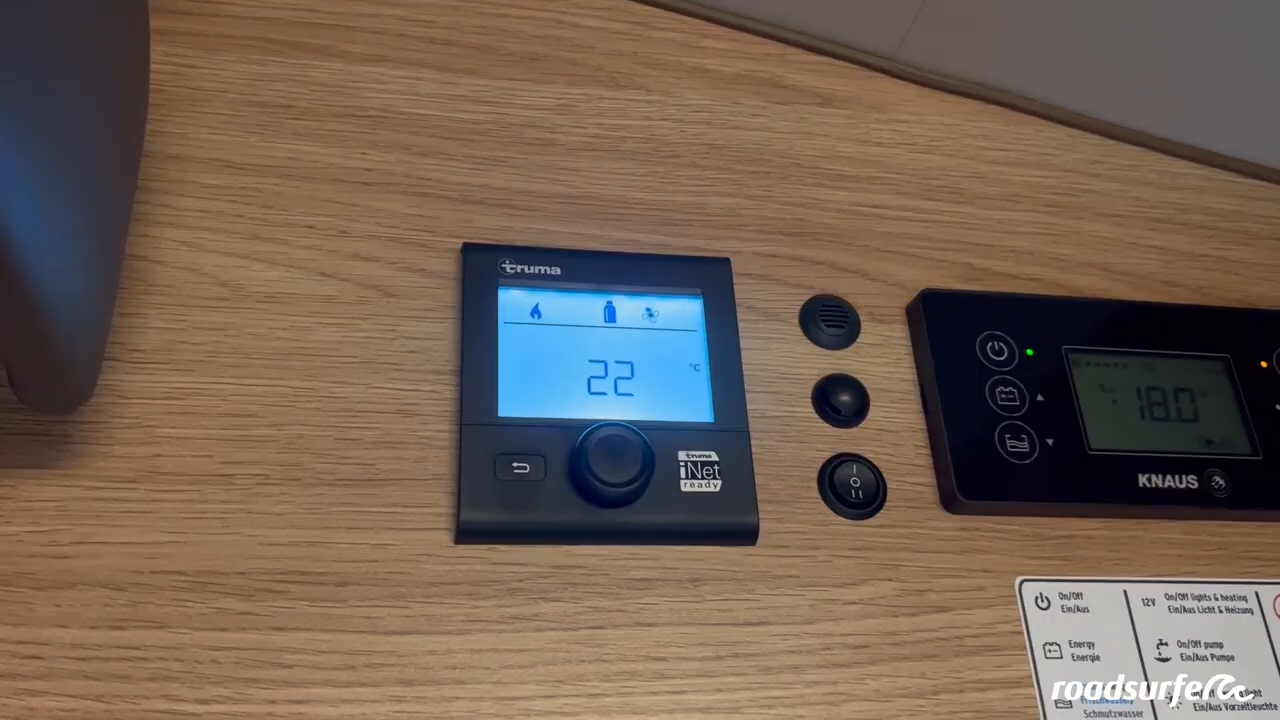 truma
22
°C
truma
iNet
ready
I
O
II
18.0
KNAUS
On/Off
Ein/Aus
12V
On/Off lights & heating
Ein/Aus Licht & Heizung
Energy
Energie
On/Off pump
Ein/Aus Pumpe
Schmutzwasser
Ein/Aus Vorzeltleuchte
roadsurfer